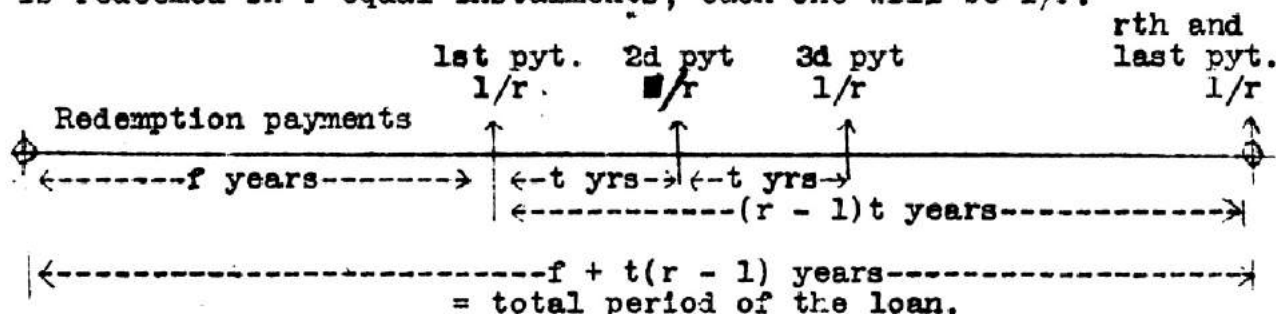 is redeemed in r equal instalments, each one will be 1/r.
rth and
1st pyt. 2d pyt 3d pyt last pyt.
1/r . /r 1/r 1/r
Redemption payments
<-------f years-------> <-t yrs-> <-t yrs->
<-----------(r - 1)t years----------->
<----------------------f + t(r - 1) years---------------->
= total period of the loan.